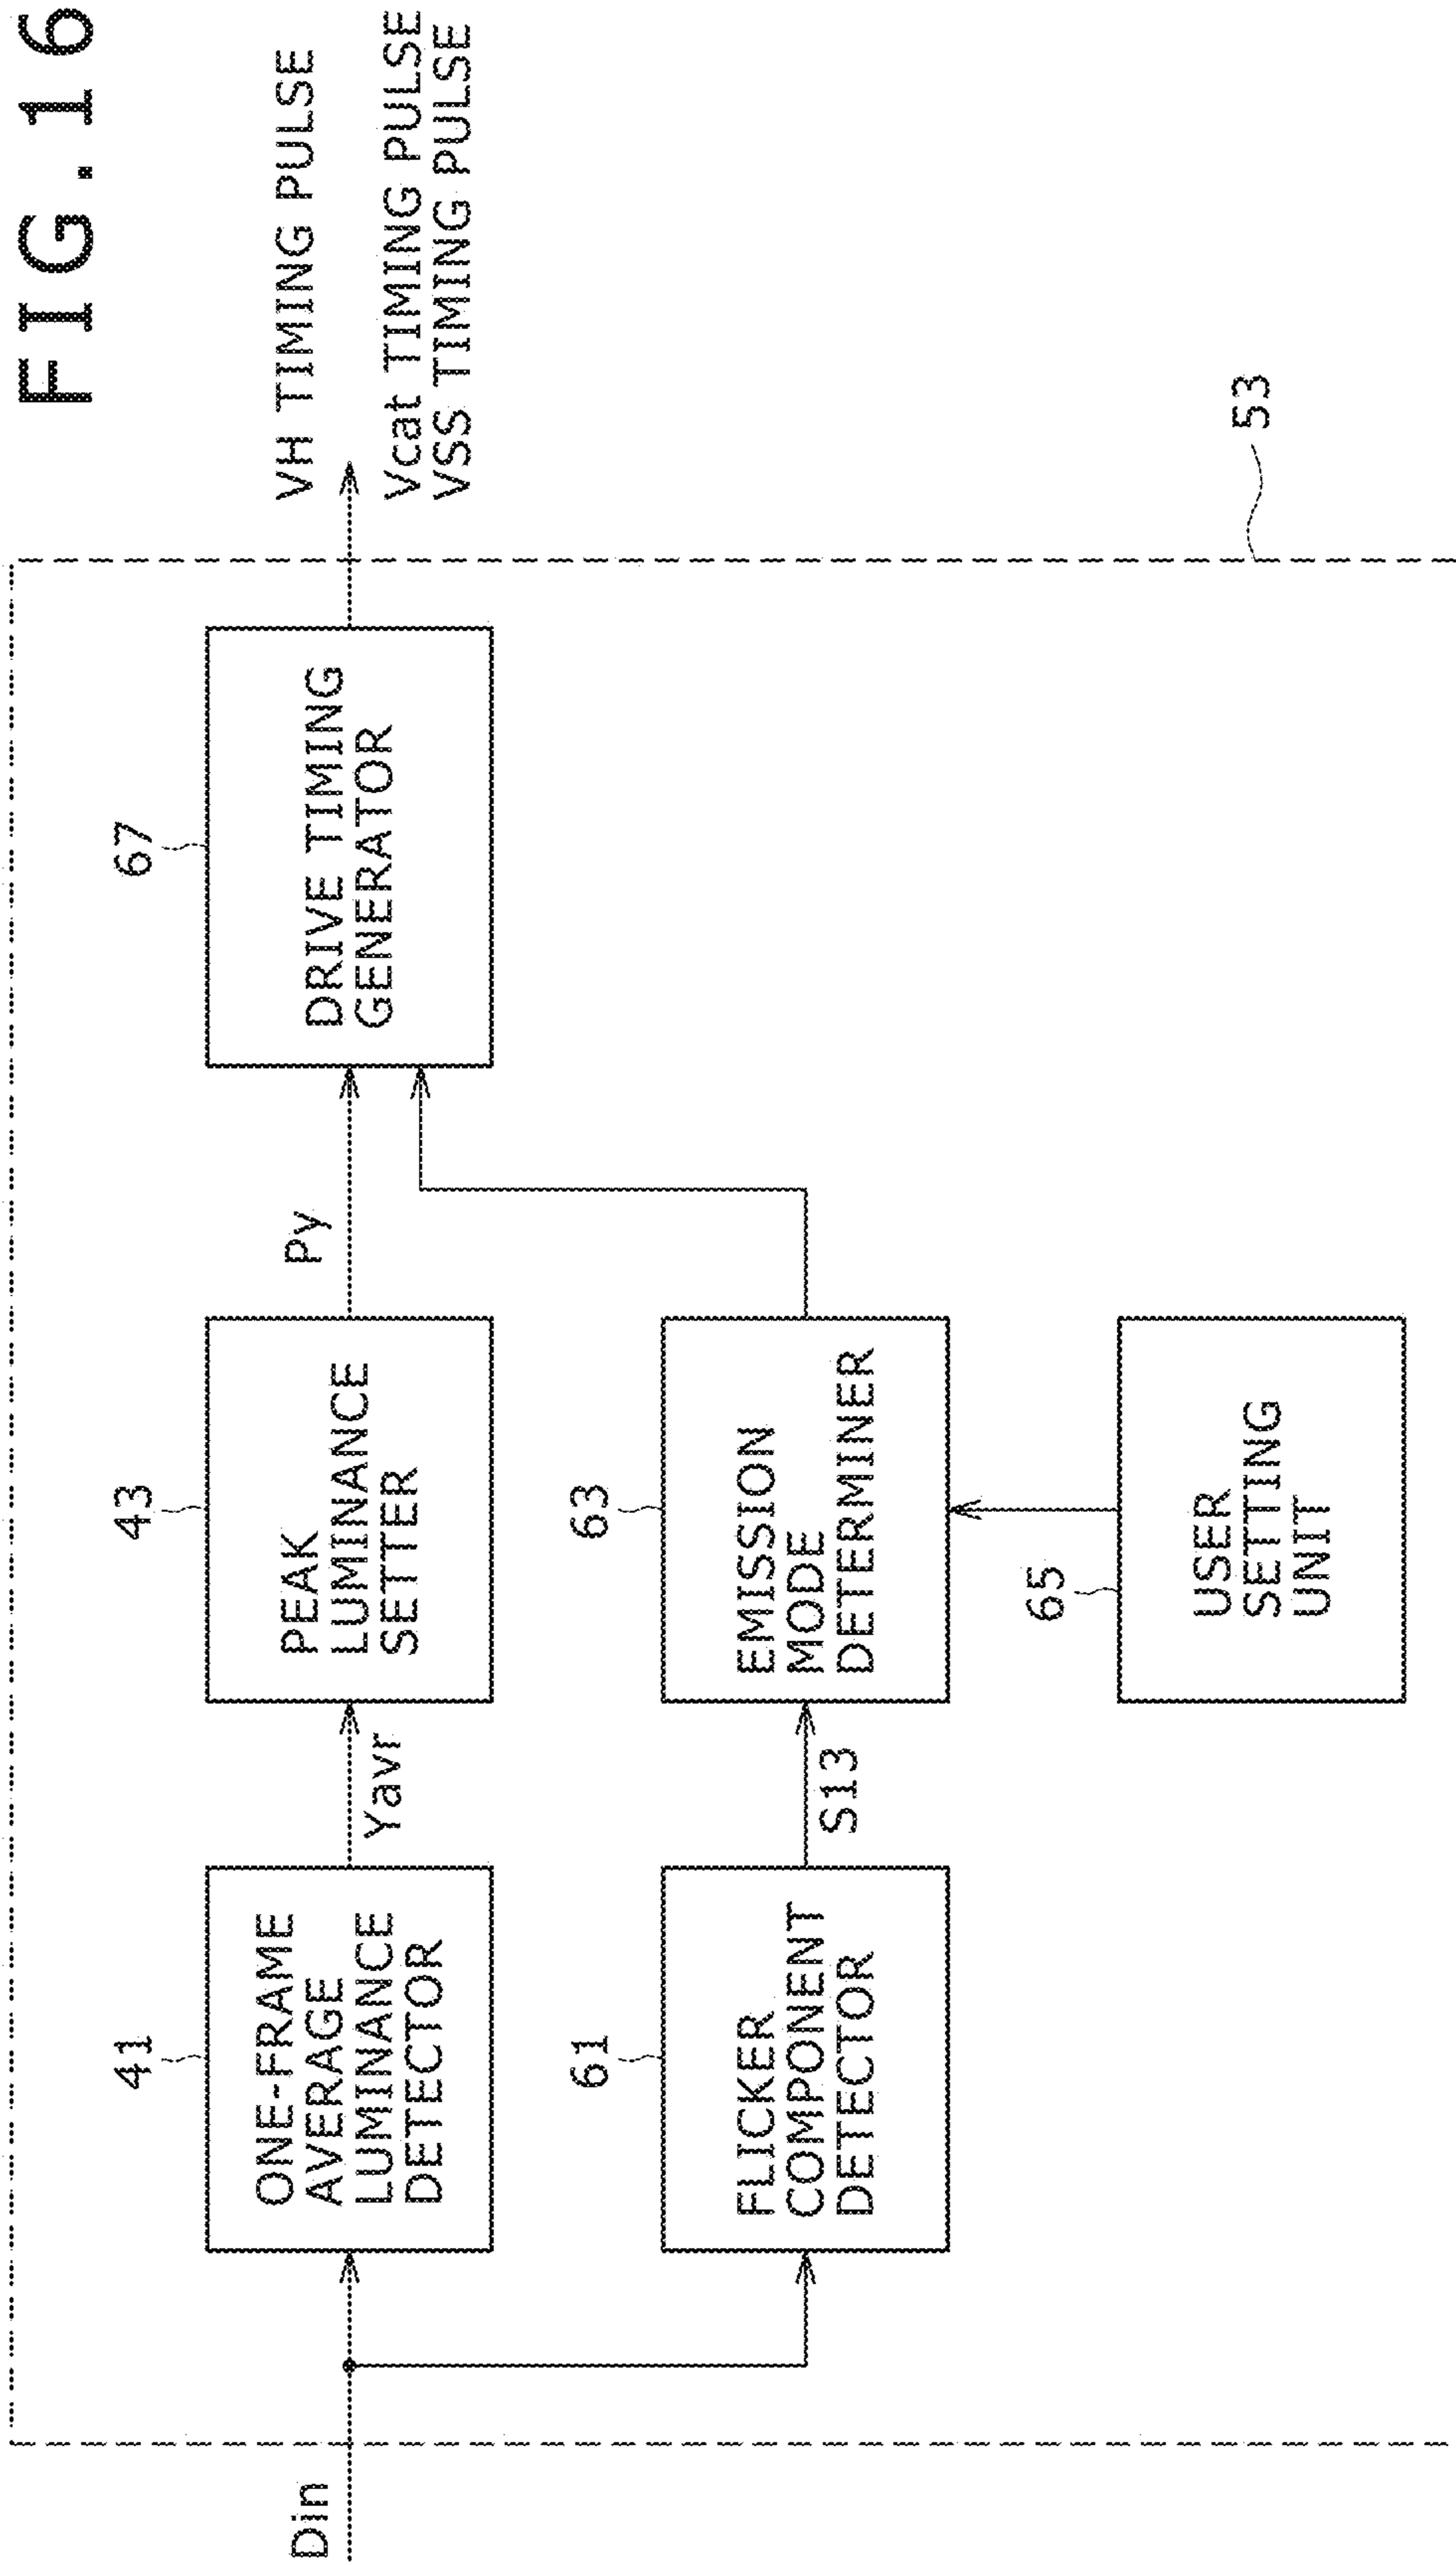 FIG.16
Din
41
ONE-FRAME
AVERAGE
LUMINANCE
DETECTOR
Yavr
43
PEAK
LUMINANCE
SETTER
Py
67
DRIVE TIMING
GENERATOR
VH TIMING PULSE
Vcat TIMING PULSE
VSS TIMING PULSE
61
FLICKER
COMPONENT
DETECTOR
S13
63
EMISSION
MODE
DETERMINER
65
USER
SETTING
UNIT
53